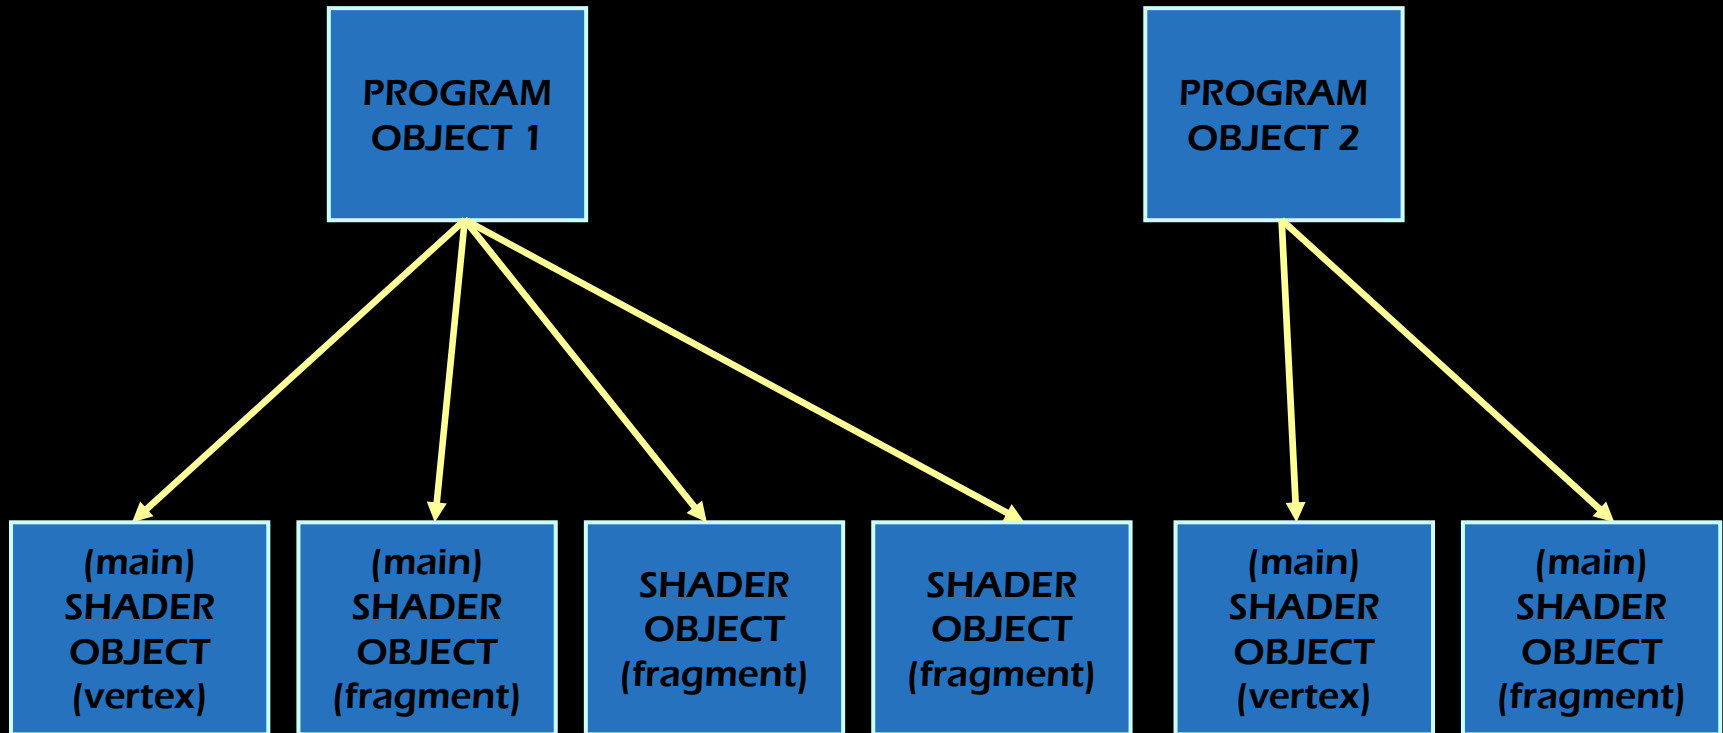 PROGRAM
OBJECT 1
PROGRAM
OBJECT 2
(main)
SHADER
OBJECT
(vertex)
(main)
SHADER
OBJECT
(fragment)
SHADER
OBJECT
(fragment)
SHADER
OBJECT
(fragment)
(main)
SHADER
OBJECT
(vertex)
(main)
SHADER
OBJECT
(fragment)